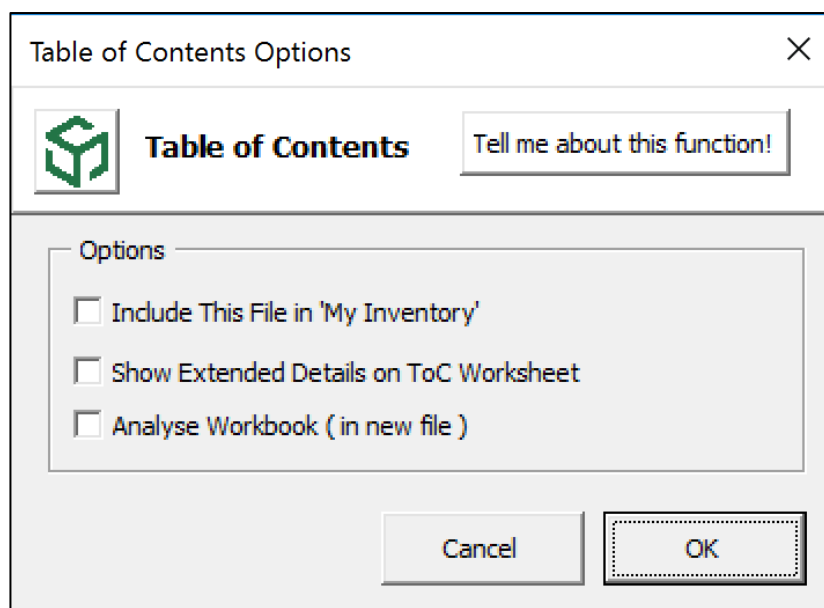 Table of Contents Options
Table of Contents
Tell me about this function!
Options
Include This File in 'My Inventory'
Show Extended Details on ToC Worksheet
Analyse Workbook ( in new file )
Cancel
OK